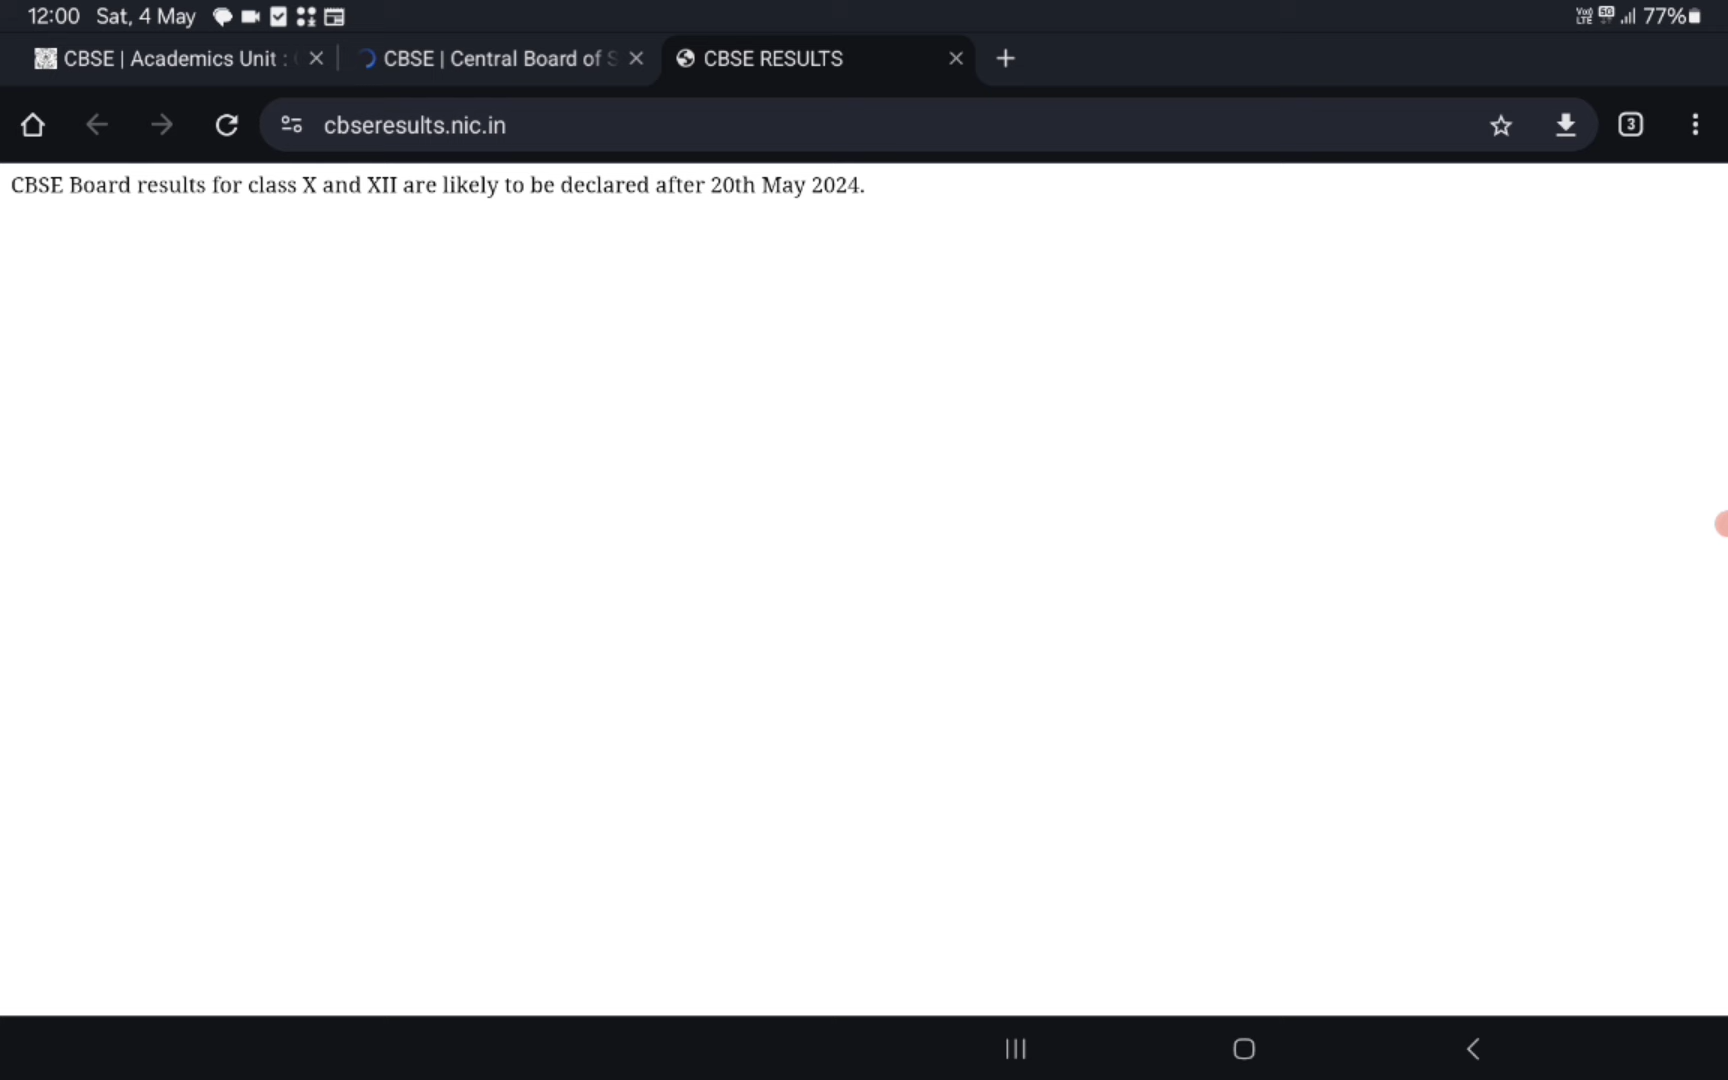 12:00 Sat, 4 May 77%
CBSE | Academics Unit : CBSE | Central Board of S CBSE RESULTS
cbseresults.nic.in 3
CBSE Board results for class X and XII are likely to be declared after 20th May 2024.